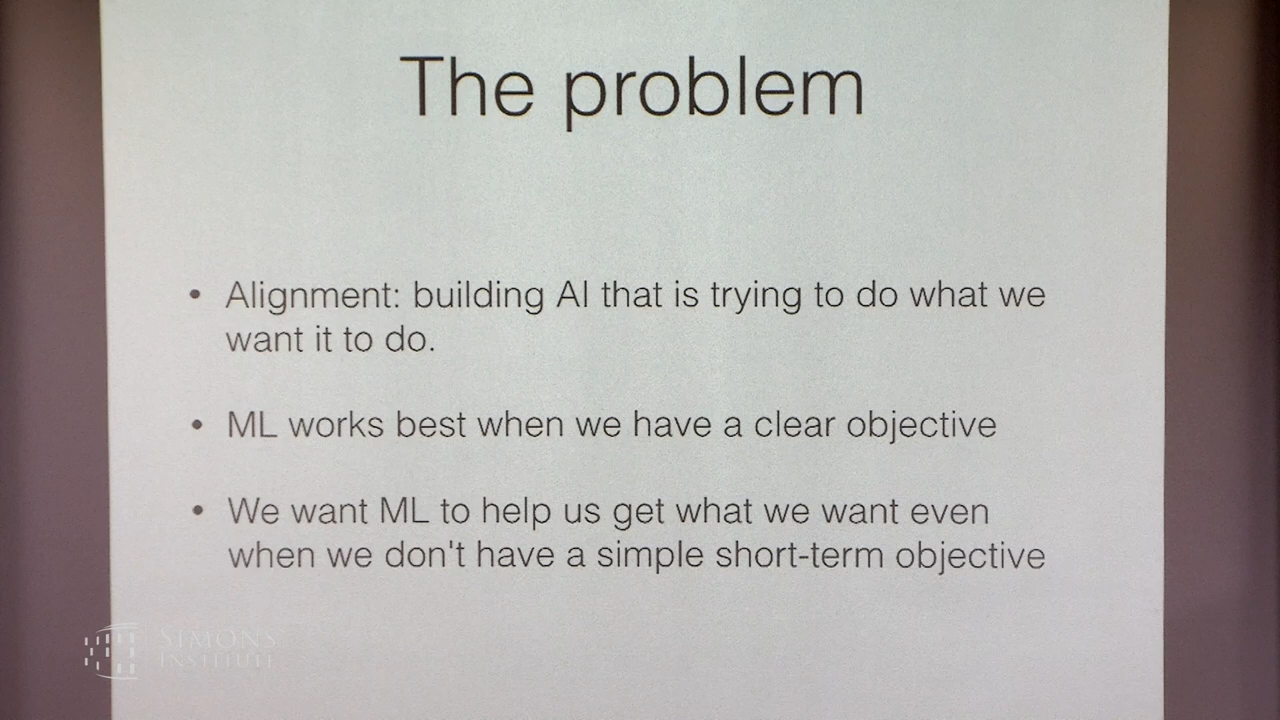 The problem
• Alignment: building AI that is trying to do what we
want it to do.
• ML works best when we have a clear objective
• We want ML to help us get what we want even
when we don't have a simple short-term objective
SIMONS
INSTITUTE